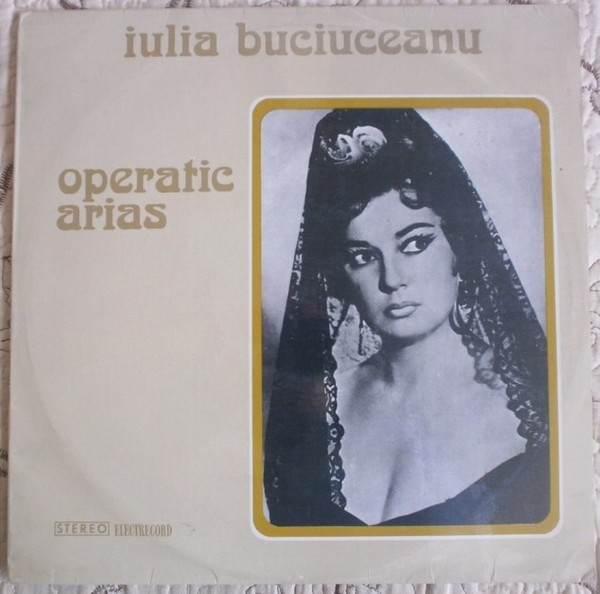 iulia buciuceanu
operatic
arias
STEREO ELECTRECORD